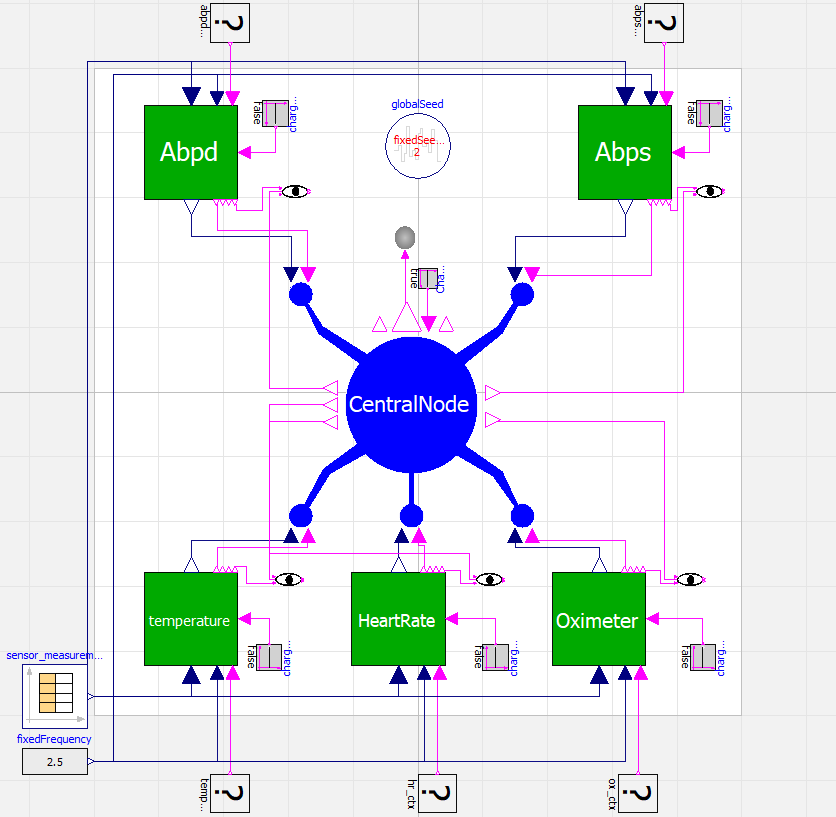 ?
abpd...
?
abps...
false
charg...
globalSeed
fixedSee...
2
false
charg...
Abpd
Abps
true
Cha...
CentralNode
temperature
HeartRate
Oximeter
false
charg...
false
charg...
false
charg...
sensor_measurem...
fixedFrequency
2.5
temp...
?
hr_ctx
?
ox_ctx
?